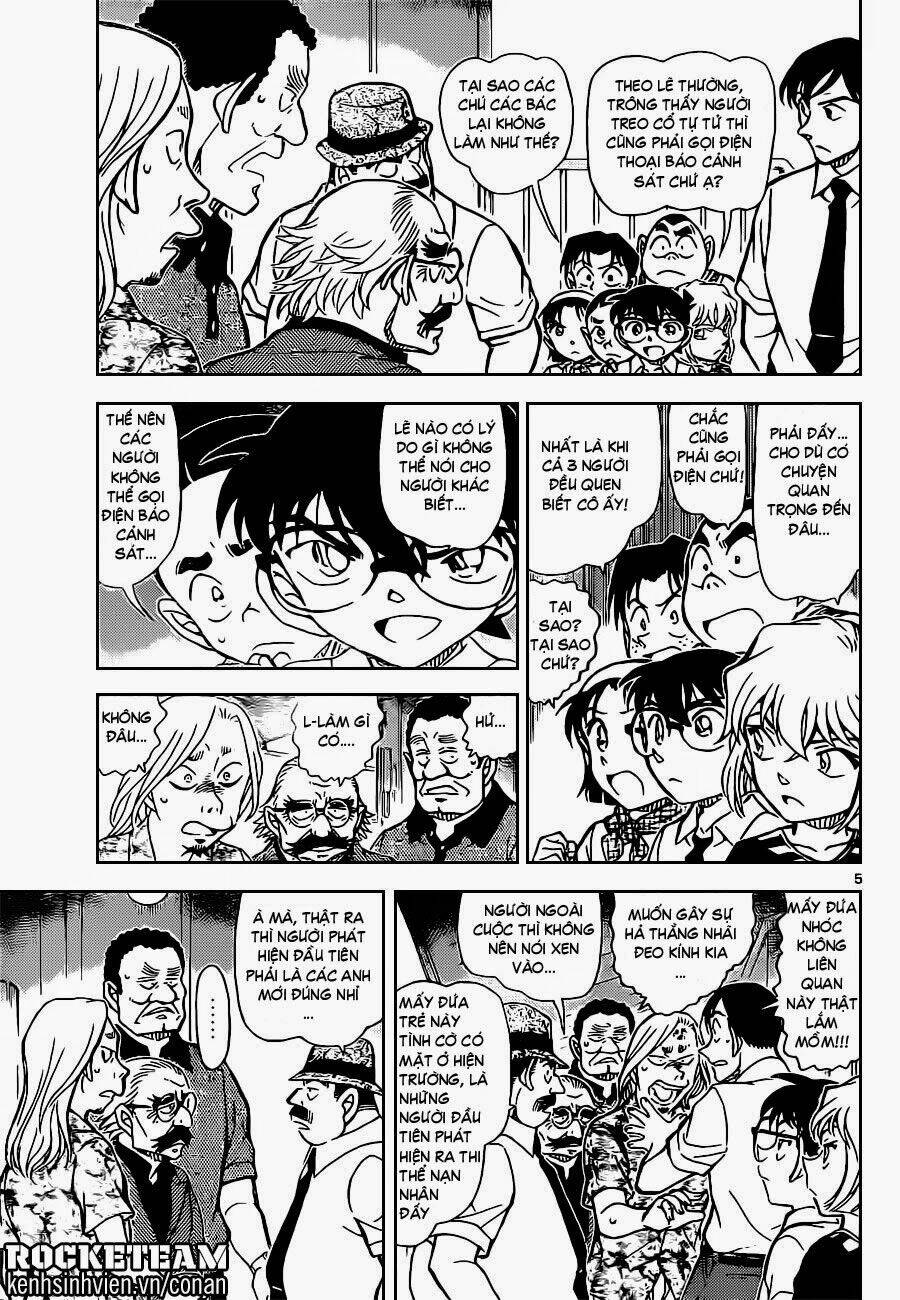 THEO LẼ THƯỜNG,
TRÔNG THẤY NGƯỜI
TREO CỔ TỰ TỬ THÌ
CŨNG PHẢI GỌI ĐIỆN
THOẠI BÁO CẢNH
SÁT CHỨ Ạ?
TẠI SAO CÁC
CHÚ CÁC BÁC
LẠI KHÔNG
LÀM NHƯ THẾ?
PHẢI ĐẤY...
CHO DÙ CÓ
CHUYỆN
QUAN
TRỌNG ĐẾN
ĐÂU...
CHẮC
CŨNG
PHẢI GỌI
ĐIỆN CHỨ!
NHẤT LÀ KHI
CẢ 3 NGƯỜI
ĐỀU QUEN
BIẾT CÔ ẤY!
TẠI
SAO?
TẠI SAO
CHỨ?
LẼ NÀO CÓ LÝ
DO GÌ KHÔNG
THỂ NÓI CHO
NGƯỜI KHÁC
BIẾT...
THẾ NÊN
CÁC
NGƯỜI
KHÔNG
THỂ GỌI
ĐIỆN BÁO
CẢNH
SÁT...
HỪ...
L-LÀM GÌ
CÓ....
KHÔNG
ĐÂU...
5
MẤY ĐỨA
NHÓC
KHÔNG
LIÊN
QUAN
NÀY THẬT
LẮM
MỒM!!!
MUỐN GÂY SỰ
HẢ THẰNG NHÃI
ĐEO KÍNH KIA
...
NGƯỜI NGOÀI
CUỘC THÌ KHÔNG
NÊN NÓI XEN
VÀO...
MẤY ĐỨA
TRẺ NÀY
TÌNH CỜ CÓ
MẶT Ở HIỆN
TRƯỜNG, LÀ
NHỮNG
NGƯỜI ĐẦU
TIÊN PHÁT
HIỆN RA THI
THỂ NẠN
NHÂN
ĐẤY
À MÀ, THẬT RA
THÌ NGƯỜI PHÁT
HIỆN ĐẦU TIÊN
PHẢI LÀ CÁC ANH
MỚI ĐÚNG NHỈ
...
......
ROCKETEAM
kenhsinhvien.vn/conan